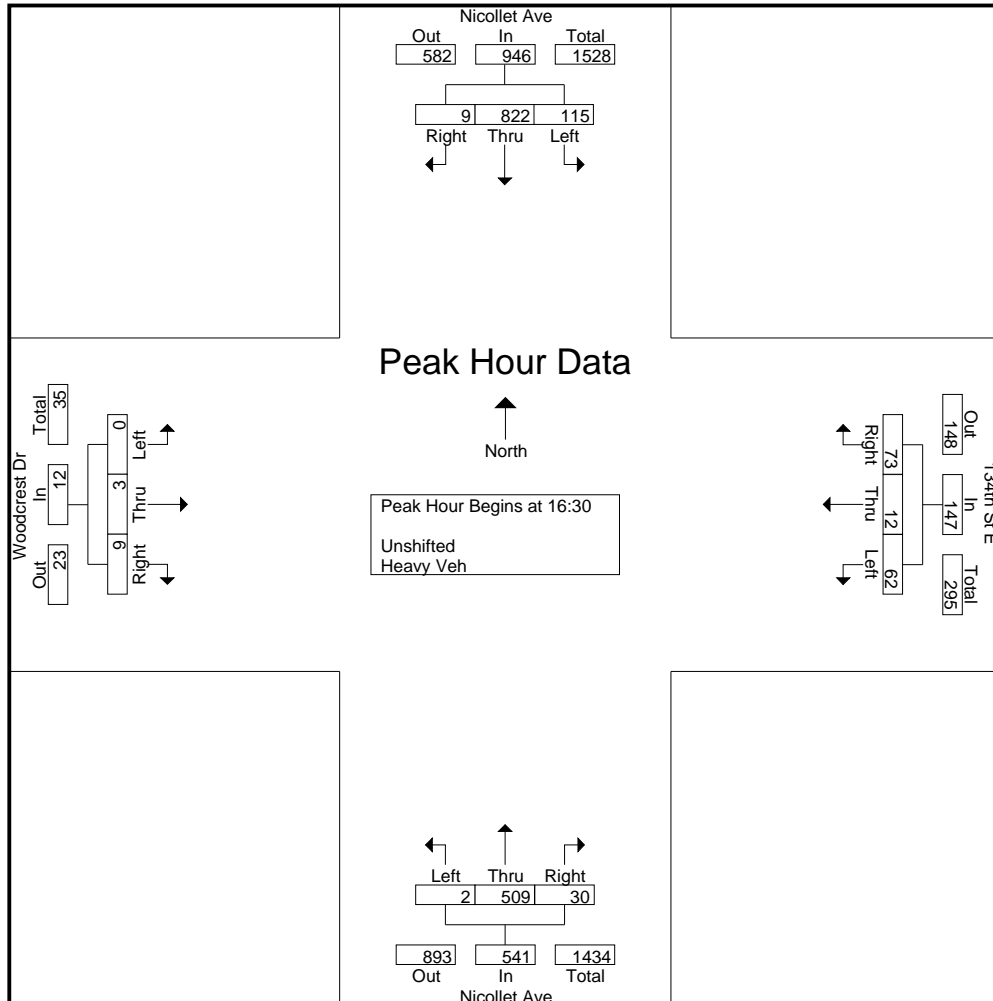 Nicollet Ave
Out In Total
582 946 1528
9 822 115
Right Thru Left
Peak Hour Data
North
Peak Hour Begins at 16:30
Unshifted
Heavy Veh
Woodcrest Dr
Total In Out
35 12 23
0 3 9
Left Thru Right
134th St E
Out In Total
148 147 295
73 12 62
Right Thru Left
Left Thru Right
2 509 30
893 541 1434
Out In Total
Nicollet Ave